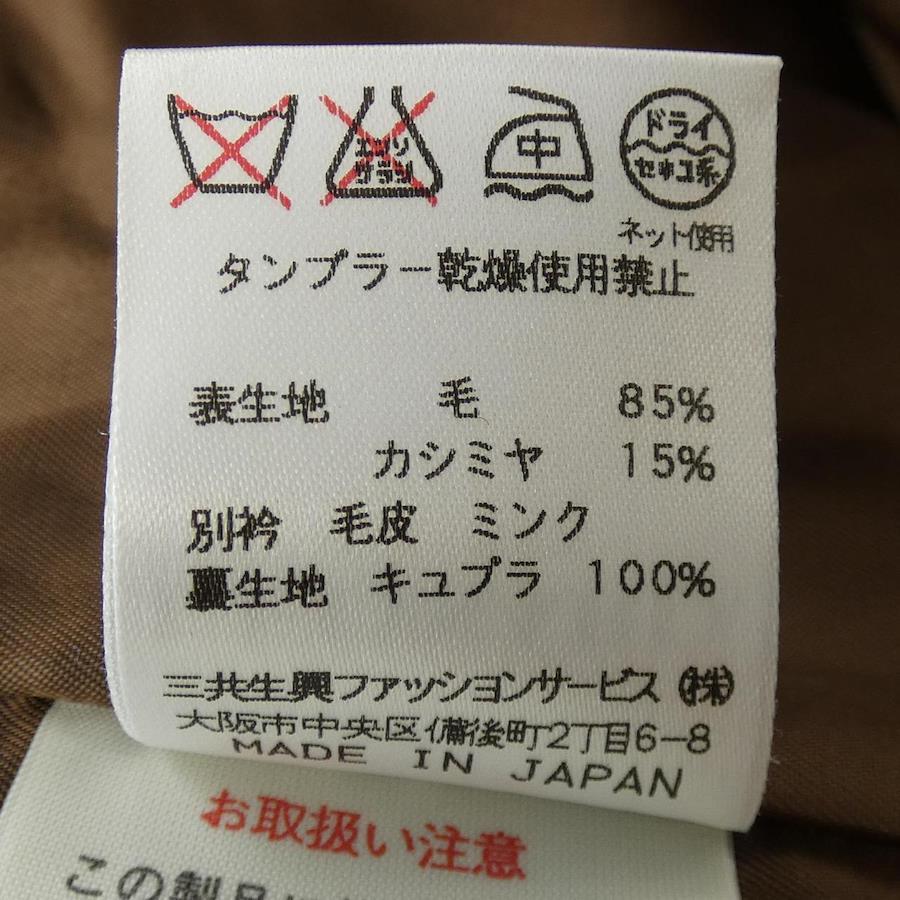 エンソ
サラシ
中
ドライ
セキユ系
ネット使用
タンブラー乾燥使用禁止
表生地 毛 85%
カシミヤ 15%
別衿 毛皮 ミンク
裏生地 キュプラ 100%
三共生興ファッションサービス㈱
大阪市中央区備後町2丁目6-8
MADE IN JAPAN
お取扱い注意
この製品